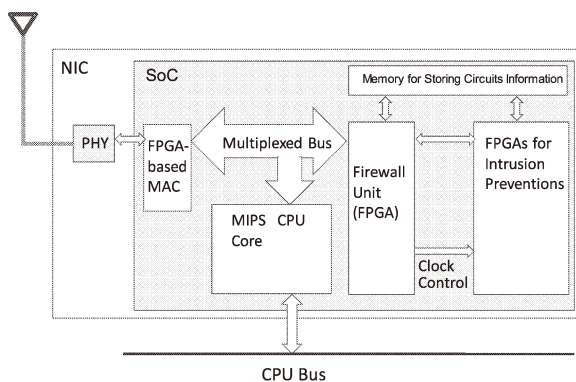 NIC
SoC
Memory for Storing Circuits Information
PHY
FPGA-
based
MAC
Multiplexed Bus
Firewall
Unit
(FPGA)
FPGAs for
Intrusion
Preventions
MIPS CPU
Core
Clock
Control
CPU Bus